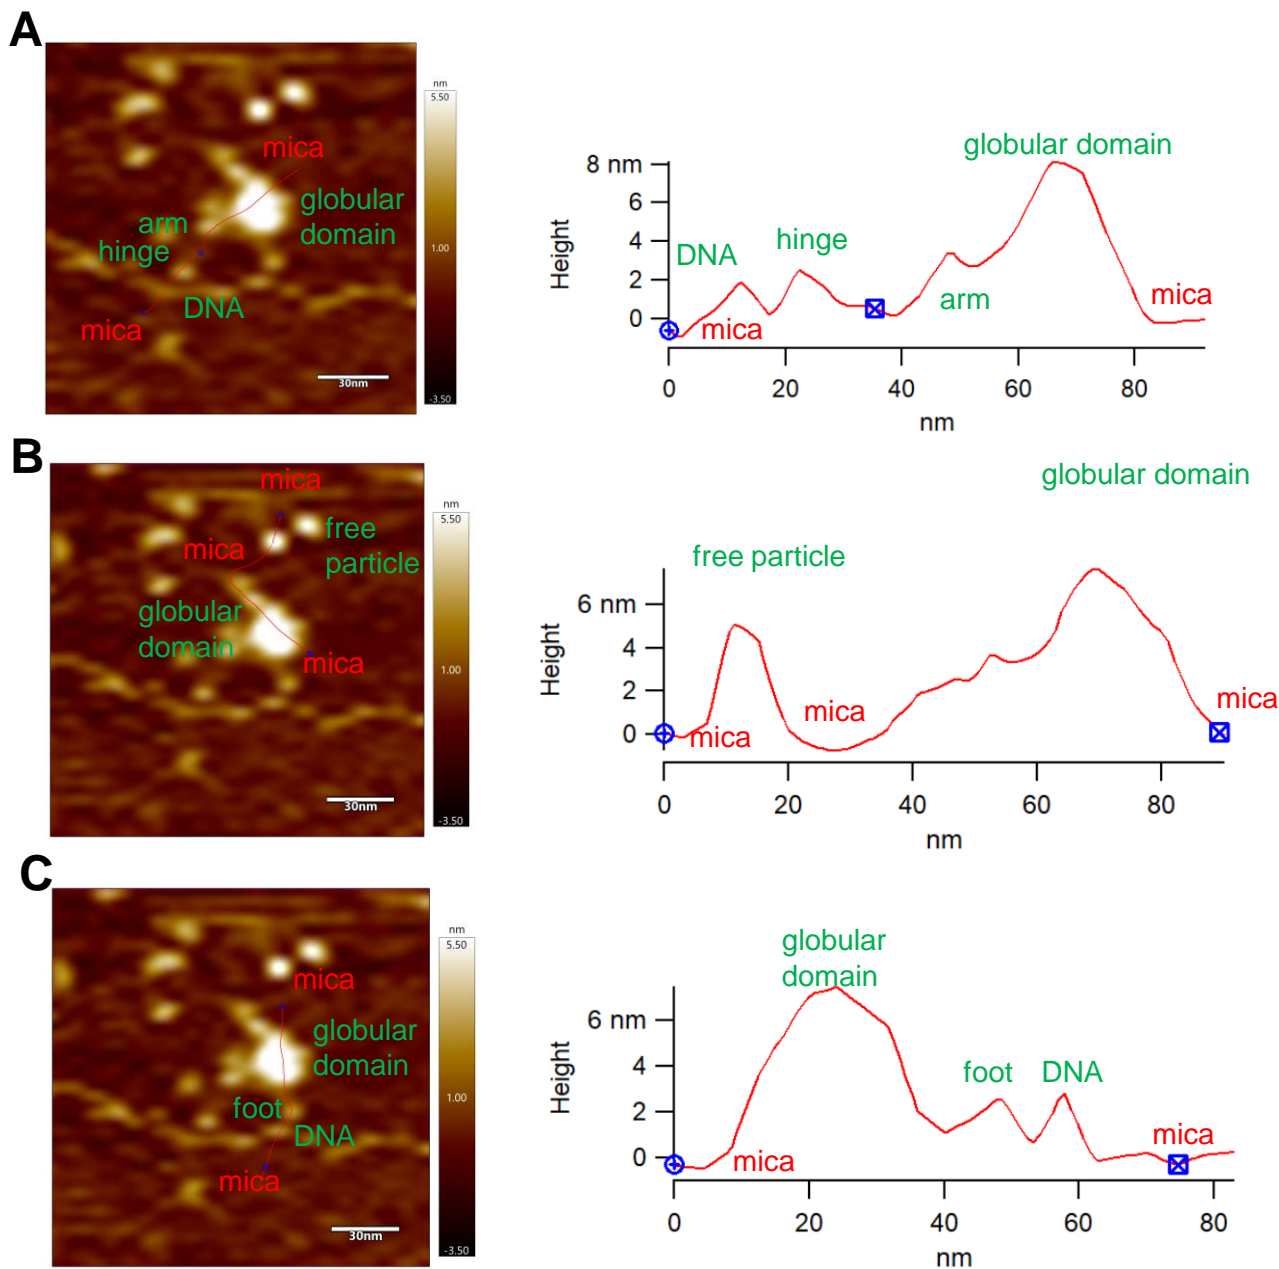 A
mica
globular
domain
arm
hinge
DNA
mica
30nm
nm
5.50
1.00
-3.50
globular domain
8 nm
6
4
2
0
Height
DNA
hinge
arm
mica
mica
0
20
40
60
80
nm
B
mica
free
particle
mica
globular
domain
mica
30nm
nm
5.50
1.00
-3.50
globular domain
free particle
6 nm
4
2
0
Height
mica
mica
mica
0
20
40
60
80
nm
C
mica
globular
domain
foot
DNA
mica
30nm
nm
5.50
1.00
-3.50
globular
domain
6 nm
4
2
0
Height
foot
DNA
mica
mica
0
20
40
60
80
nm